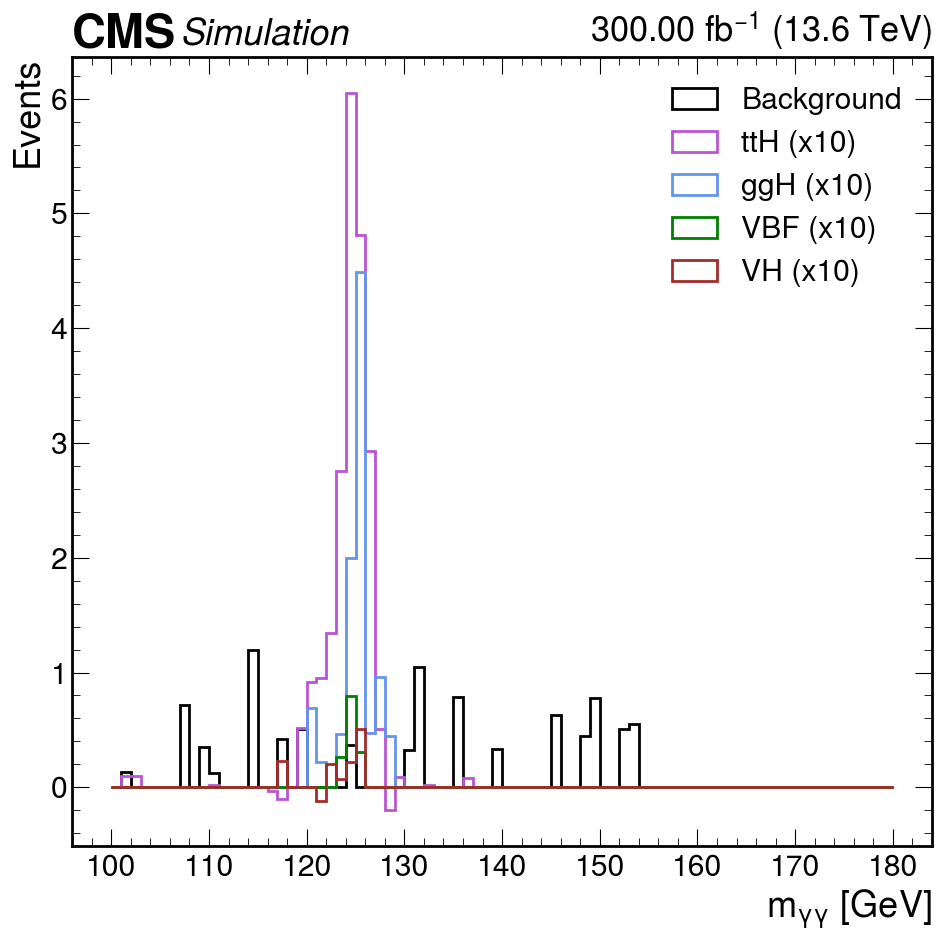 CMS Simulation 300.00 fb⁻¹ (13.6 TeV)
Events
6
5
4
3
2
1
0
Background
ttH (x10)
ggH (x10)
VBF (x10)
VH (x10)
100 110 120 130 140 150 160 170 180
m_γγ [GeV]